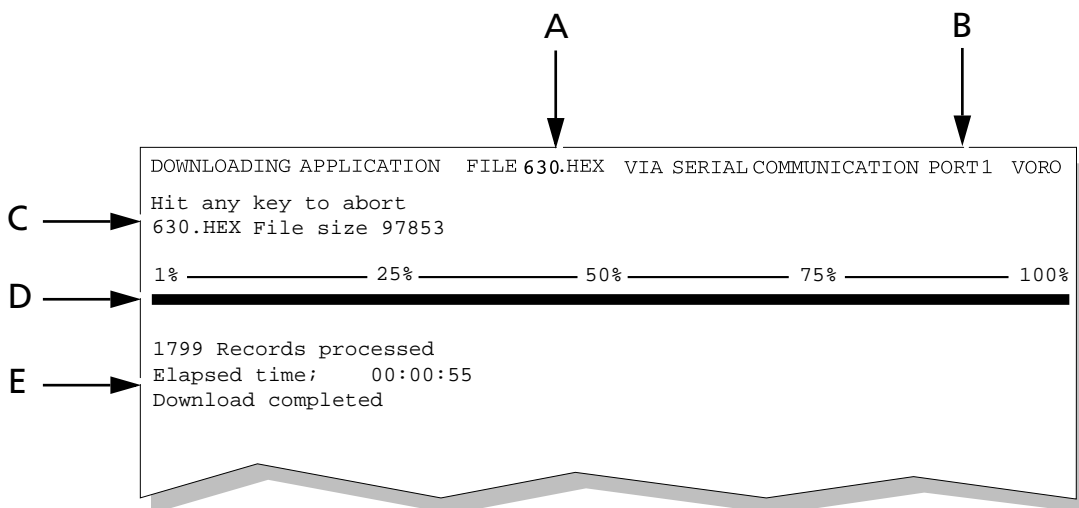 A
B
DOWNLOADING APPLICATION FILE 630.HEX VIA SERIAL COMMUNICATION PORT1 VORO
Hit any key to abort
C
630.HEX File size 97853
1% 25% 50% 75% 100%
D
1799 Records processed
Elapsed time; 00:00:55
E
Download completed